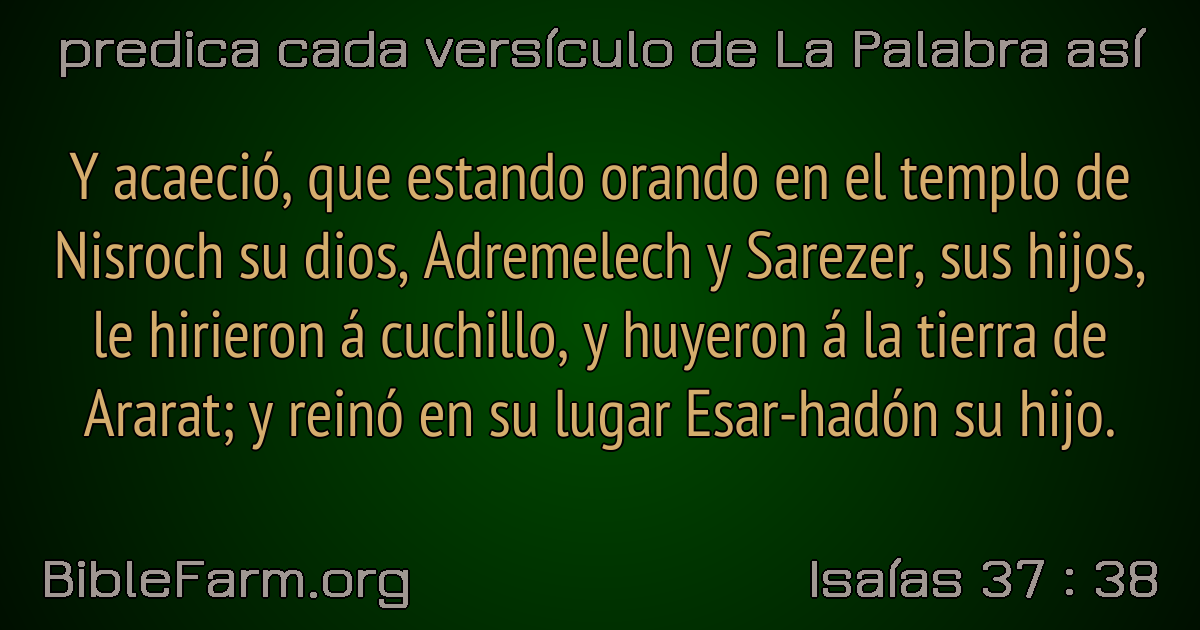 predica cada versículo de La Palabra así
Y acaeció, que estando orando en el templo de
Nisroch su dios, Adremelech y Sarezer, sus hijos,
le hirieron á cuchillo, y huyeron á la tierra de
Ararat; y reinó en su lugar Esar-hadón su hijo.
BibleFarm.org
Isaías 37 : 38